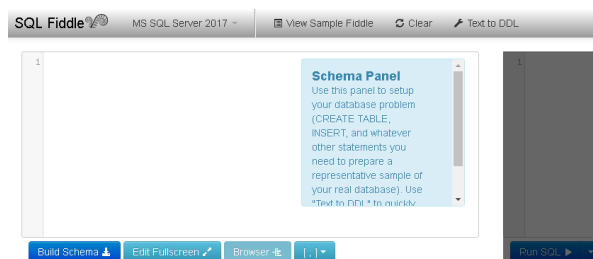 SQL Fiddle MS SQL Server 2017 View Sample Fiddle Clear Text to DDL
1 1
Schema Panel
Use this panel to setup
your database problem
(CREATE TABLE,
INSERT, and whatever
other statements you
need to prepare a
representative sample of
your real database). Use
"Text to DDL" to quickly
Build Schema Edit Fullscreen Browser [ , ] Run SQL